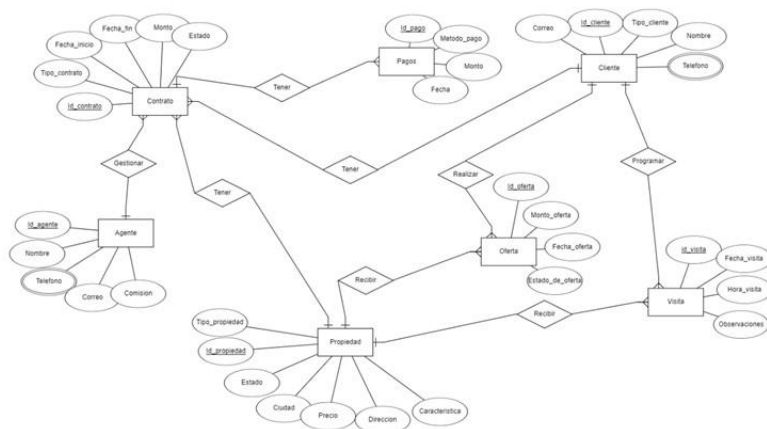 Fecha_fin
Monto
Estado
Fecha_inicio
Tipo_contrato
Id_contrato
Contrato
Tener
Id_pago
Metodo_pago
Monto
Fecha
Pagos
Correo
Id_cliente
Tipo_cliente
Nombre
Telefono
Cliente
Gestionar
Tener
Tener
Realizar
Programar
Id_agente
Nombre
Telefono
Correo
Comision
Agente
Id_oferta
Monto_oferta
Fecha_oferta
Estado_de_oferta
Oferta
Id_visita
Fecha_visita
Hora_visita
Observaciones
Visita
Recibir
Recibir
Tipo_propiedad
Id_propiedad
Estado
Ciudad
Precio
Direccion
Caracteristica
Propiedad